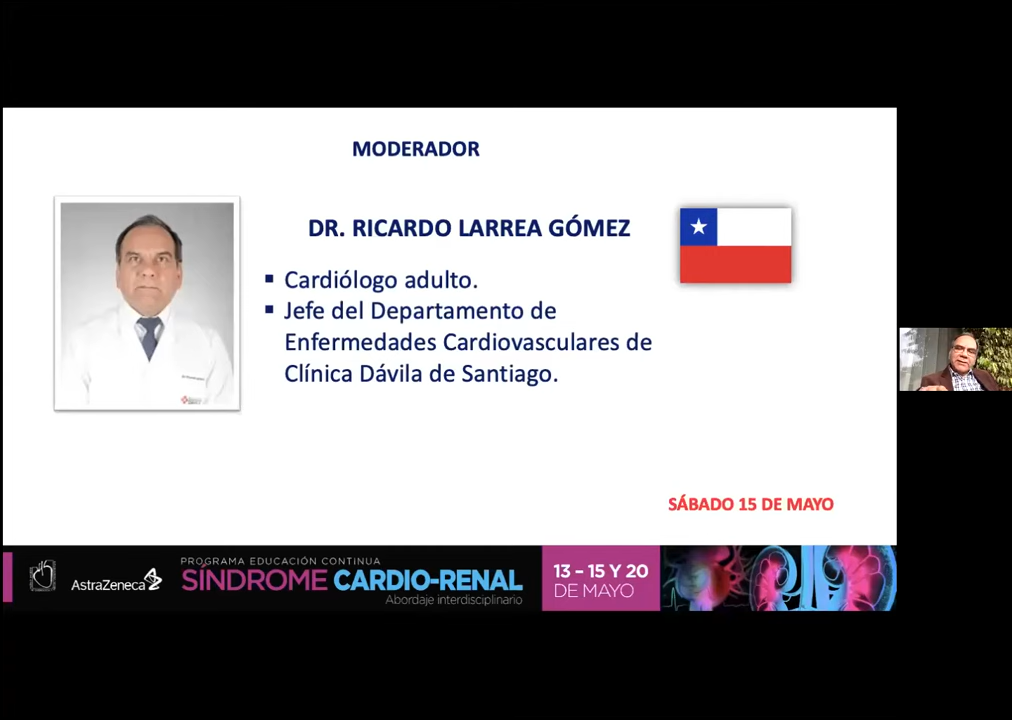 MODERADOR
DR. RICARDO LARREA GÓMEZ
▪ Cardiólogo adulto.
▪ Jefe del Departamento de
Enfermedades Cardiovasculares de
Clínica Dávila de Santiago.
SÁBADO 15 DE MAYO
AstraZeneca
PROGRAMA EDUCACIÓN CONTINUA
SÍNDROME CARDIO-RENAL
Abordaje interdisciplinario
13 - 15 Y 20
DE MAYO